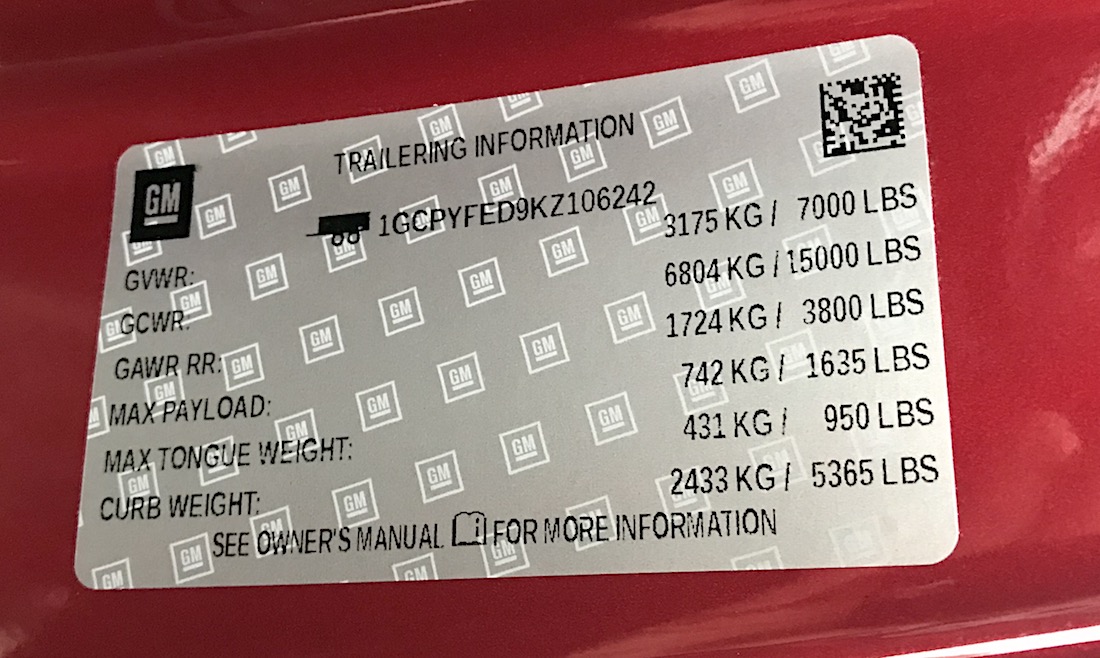 TRAILERING INFORMATION
GM
1GCPYFED9KZ106242
GVWR: 3175 KG / 7000 LBS
GCWR: 6804 KG / 15000 LBS
GAWR RR: 1724 KG / 3800 LBS
MAX PAYLOAD: 742 KG / 1635 LBS
MAX TONGUE WEIGHT: 431 KG / 950 LBS
CURB WEIGHT: 2433 KG / 5365 LBS
SEE OWNER'S MANUAL FOR MORE INFORMATION